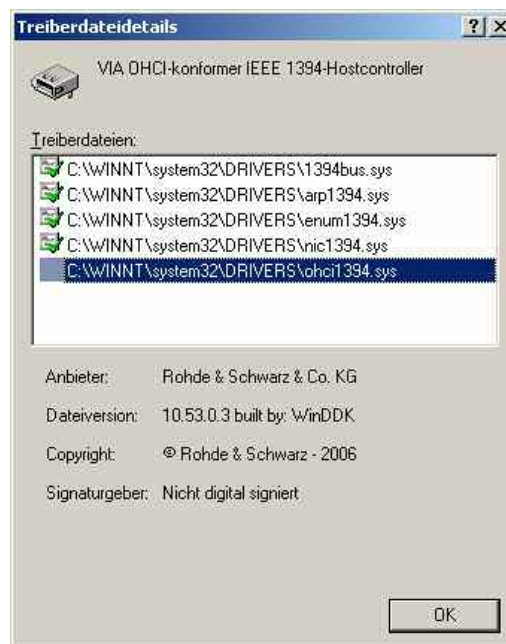 Treiberdateidetails
VIA OHCI-konformer IEEE 1394-Hostcontroller
Treiberdateien:
C:\WINNT\system32\DRIVERS\1394bus.sys
C:\WINNT\system32\DRIVERS\arp1394.sys
C:\WINNT\system32\DRIVERS\enum1394.sys
C:\WINNT\system32\DRIVERS\nic1394.sys
C:\WINNT\system32\DRIVERS\ohci1394.sys
Anbieter: Rohde & Schwarz & Co. KG
Dateiversion: 10.53.0.3 built by: WinDDK
Copyright: © Rohde & Schwarz - 2006
Signaturgeber: Nicht digital signiert
OK